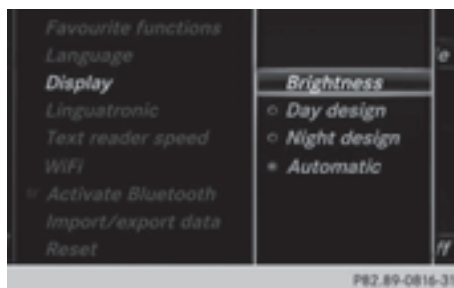 Favourite functions
Language
Display
Linguatronic
Text reader speed
WiFi
Activate Bluetooth
Import/export data
Reset
Brightness
Day design
Night design
Automatic
e
ff
P82.89-0816-31